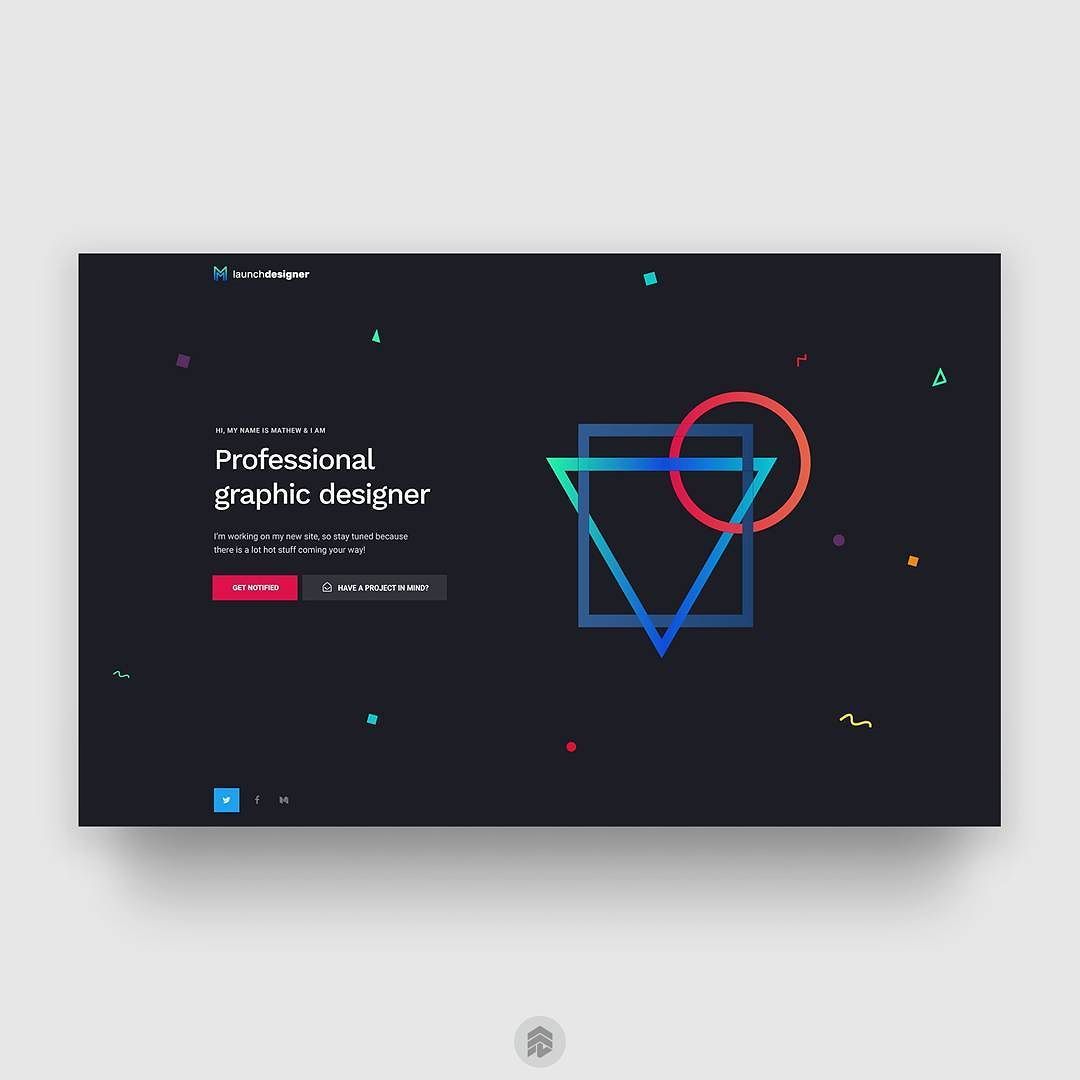 launchdesigner
HI, MY NAME IS MATHEW & I AM
Professional
graphic designer
I'm working on my new site, so stay tuned because
there is a lot hot stuff coming your way!
GET NOTIFIED
HAVE A PROJECT IN MIND?